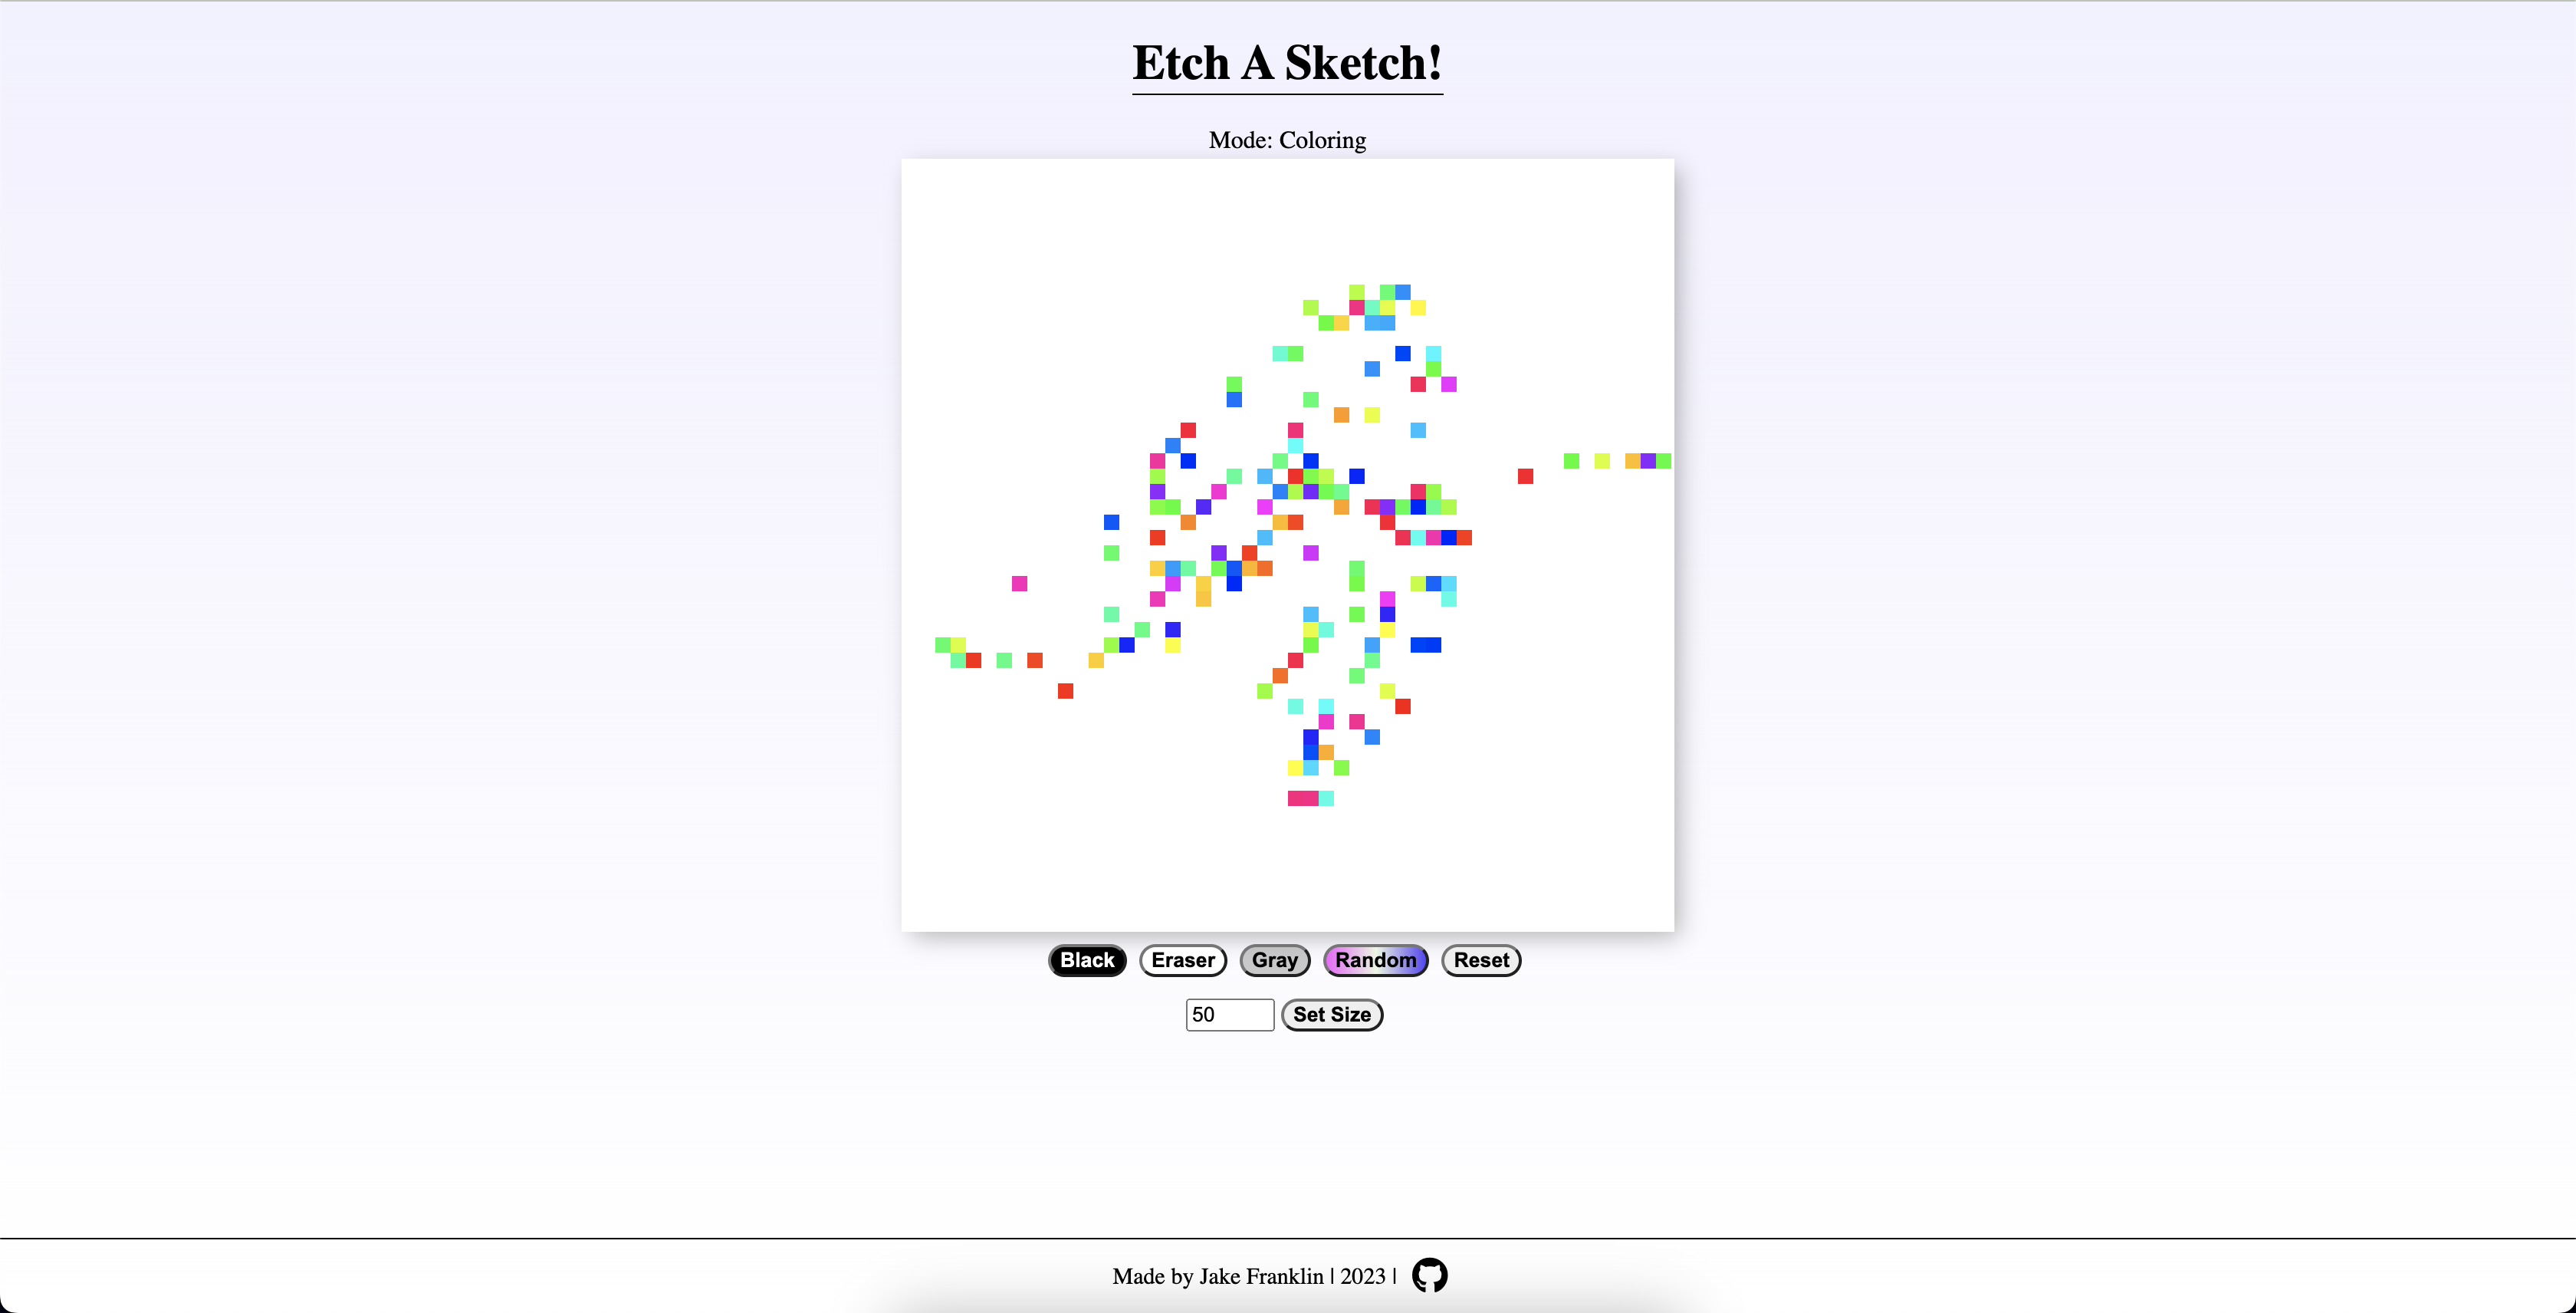 Etch A Sketch!
Mode: Coloring
Black Eraser Gray Random Reset
50 Set Size
Made by Jake Franklin | 2023 |